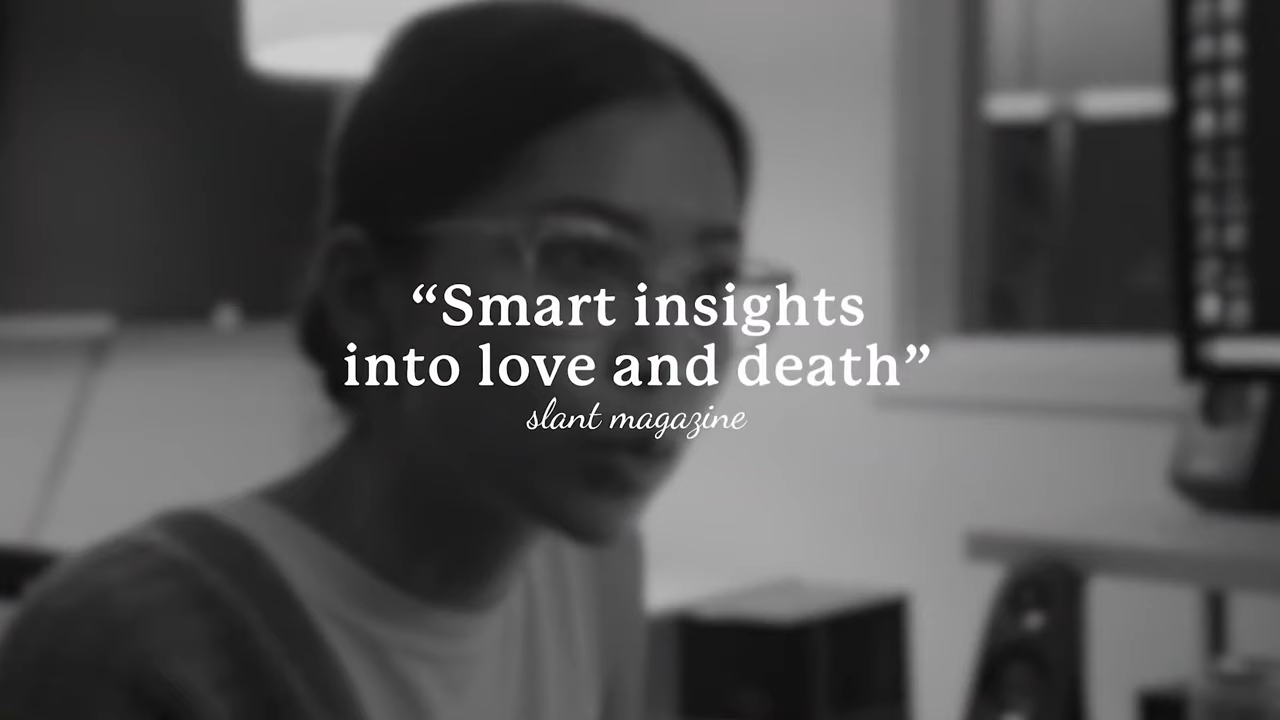 “Smart insights
into love and death”
slant magazine